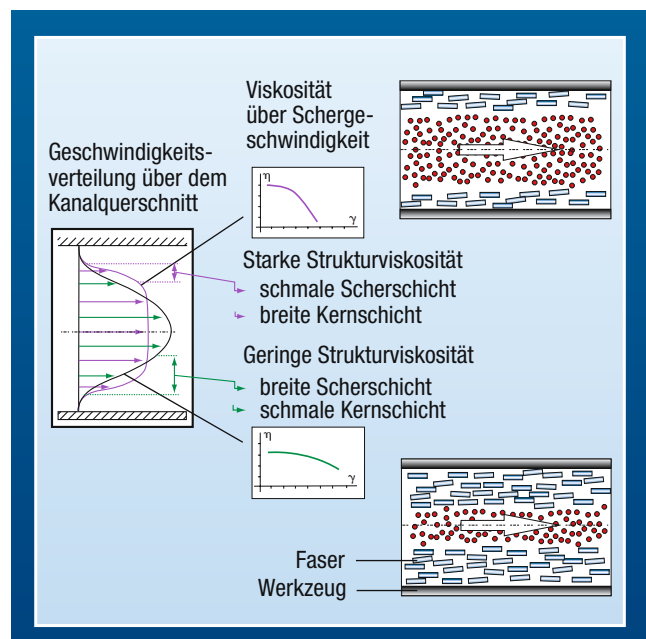 Viskosität
über Scherge-
schwindigkeit
Geschwindigkeits-
verteilung über dem
Kanalquerschnitt
η
γ
Starke Strukturviskosität
schmale Scherschicht
breite Kernschicht
Geringe Strukturviskosität
breite Scherschicht
schmale Kernschicht
η
γ
Faser
Werkzeug